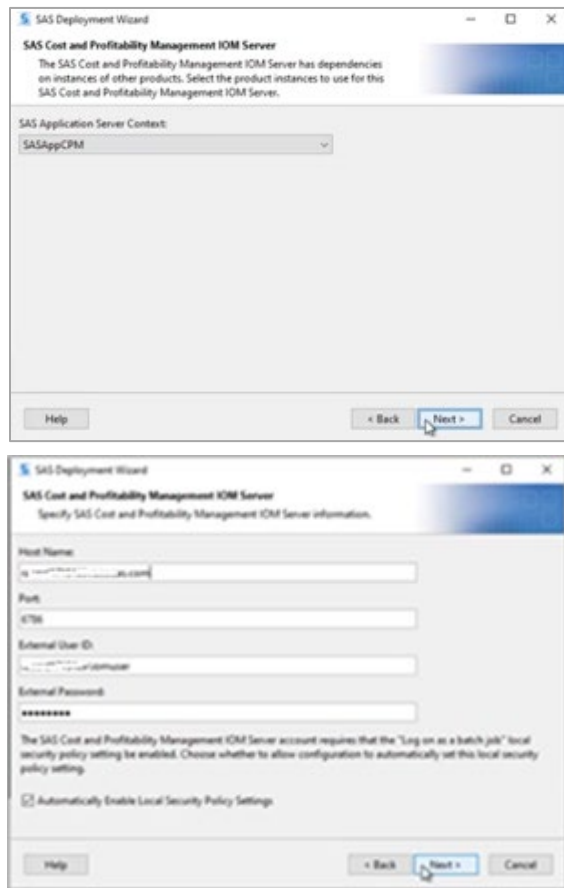 SAS Deployment Wizard
SAS Cost and Profitability Management IOM Server
The SAS Cost and Profitability Management IOM Server has dependencies
on instances of other products. Select the product instances to use for this
SAS Cost and Profitability Management IOM Server.
SAS Application Server Context:
SASAppCPM
Help
< Back
Next >
Cancel
SAS Deployment Wizard
SAS Cost and Profitability Management IOM Server
Specify SAS Cost and Profitability Management IOM Server information.
Host Name:
Port:
6786
External User ID:
External Password:
The SAS Cost and Profitability Management IOM Server account requires that the "Log on as a batch job" local
security policy setting be enabled. Choose whether to allow configuration to automatically set this local security
policy setting.
Automatically Enable Local Security Policy Settings
Help
< Back
Next >
Cancel